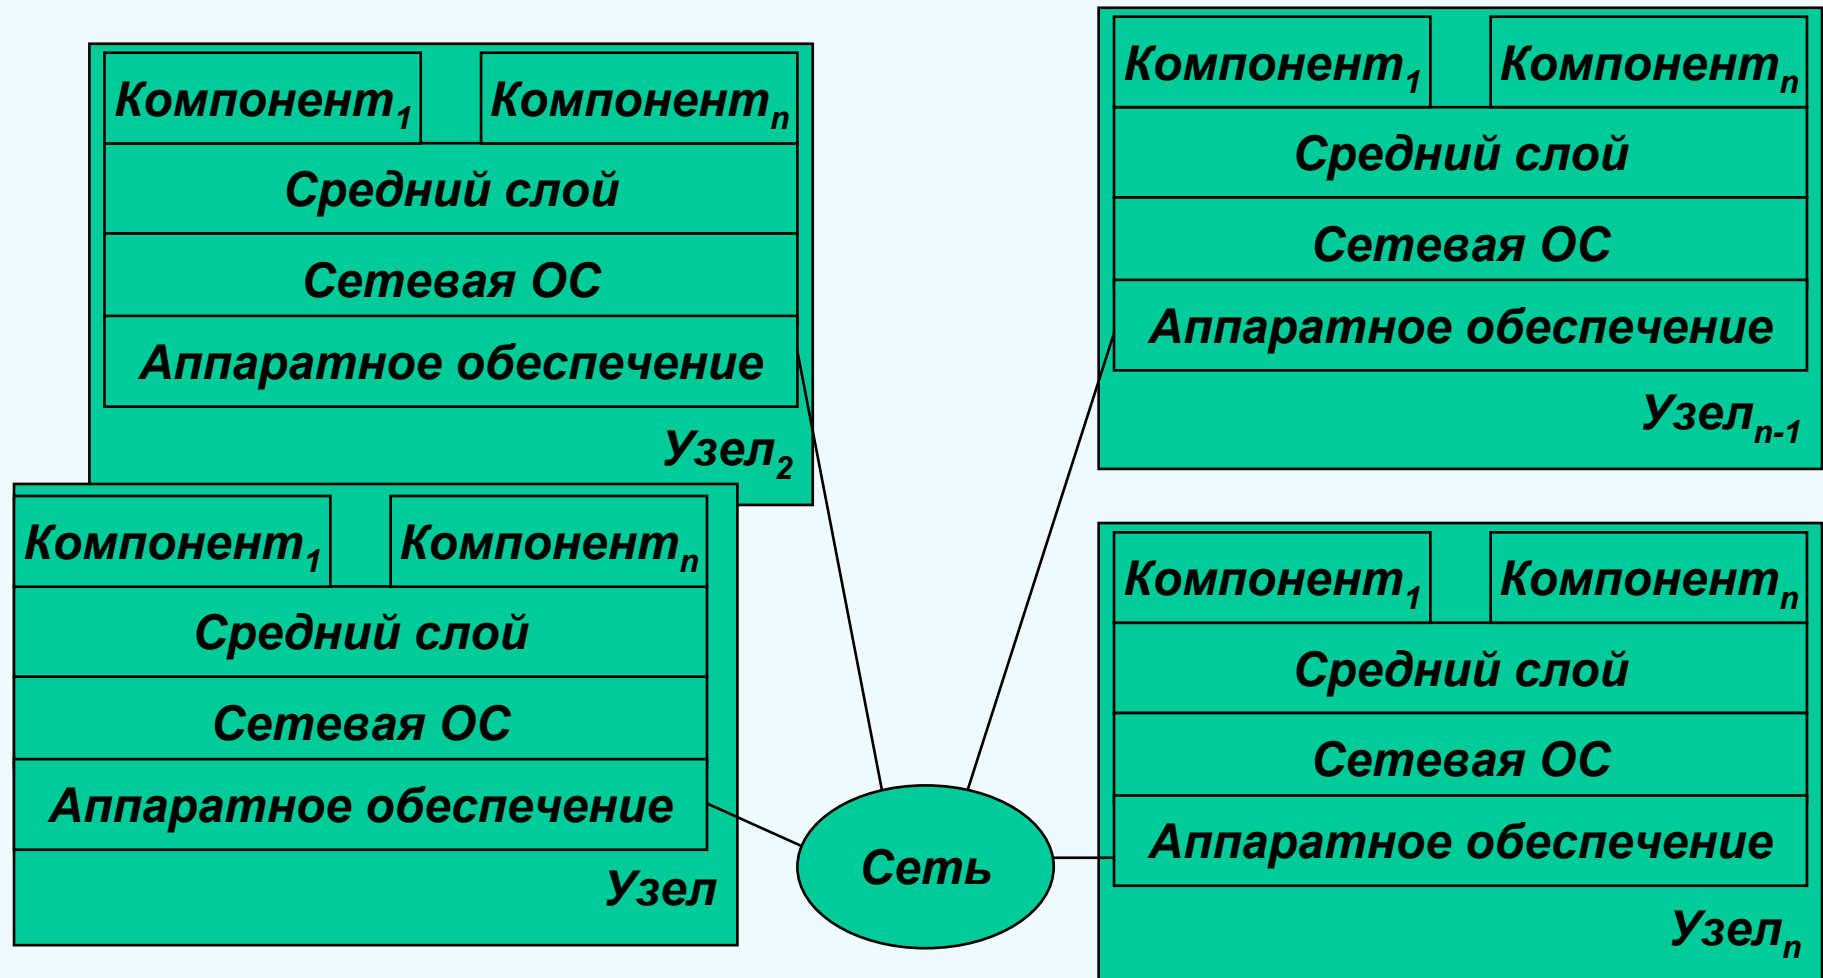 Компонент₁ Компонентₙ
Средний слой
Сетевая ОС
Аппаратное обеспечение
Узел₂
Компонент₁ Компонентₙ
Средний слой
Сетевая ОС
Аппаратное обеспечение
Узелₙ₋₁
Компонент₁ Компонентₙ
Средний слой
Сетевая ОС
Аппаратное обеспечение
Узел
Сеть
Компонент₁ Компонентₙ
Средний слой
Сетевая ОС
Аппаратное обеспечение
Узелₙ